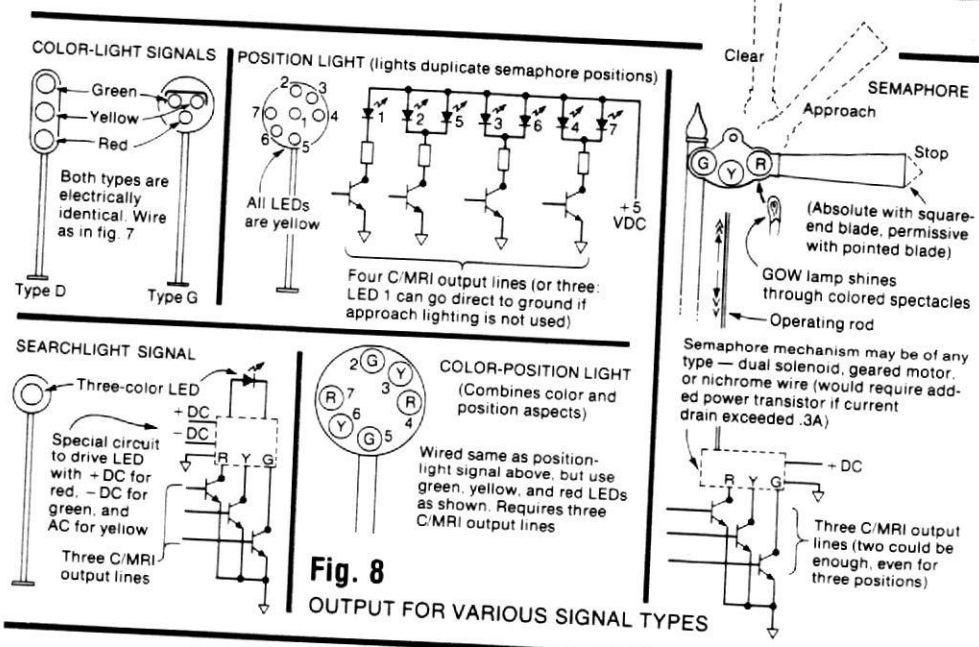 COLOR-LIGHT SIGNALS
Green
Yellow
Red
Both types are
electrically
identical. Wire
as in fig. 7
Type D
Type G
POSITION LIGHT (lights duplicate semaphore positions)
2
3
7
1
4
6
5
All LEDs
are yellow
1
2
5
3
6
4
7
+5
VDC
Four C/MRI output lines (or three:
LED 1 can go direct to ground if
approach lighting is not used)
Clear
SEMAPHORE
Approach
Stop
G
Y
R
(Absolute with square-
end blade, permissive
with pointed blade)
GOW lamp shines
through colored spectacles
Operating rod
Semaphore mechanism may be of any
type — dual solenoid, geared motor,
or nichrome wire (would require add-
ed power transistor if current
drain exceeded .3A)
+ DC
R Y G
Three C/MRI output
lines (two could be
enough, even for
three positions)
SEARCHLIGHT SIGNAL
Three-color LED
+ DC
– DC
Special circuit
to drive LED
with + DC for
red, – DC for
green, and
AC for yellow
R Y G
Three C/MRI
output lines
2 G
Y
3
R 7
R
4
6
Y
G 5
COLOR-POSITION LIGHT
(Combines color and
position aspects)
Wired same as position-
light signal above, but use
green, yellow, and red LEDs
as shown. Requires three
C/MRI output lines
Fig. 8
OUTPUT FOR VARIOUS SIGNAL TYPES